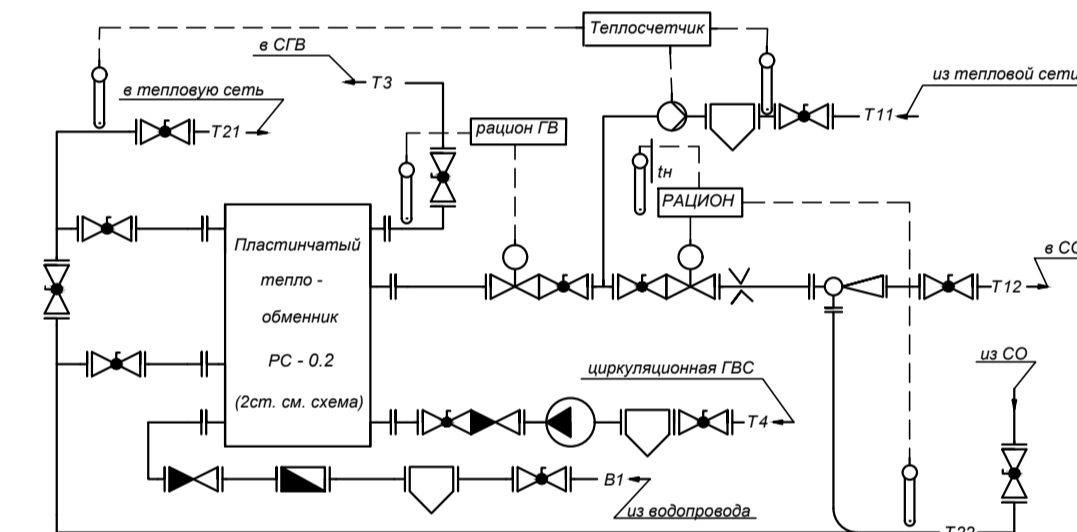 Теплосчетчик
в СГВ
Т3
из тепловой сети
в тепловую сеть
Т21
рацион ГВ
Т11
tн
РАЦИОН
Пластинчатый
тепло -
обменник
РС - 0.2
(2ст. см. схема)
в СО
Т12
из СО
циркуляционная ГВС
Т4
В1
из водопровода